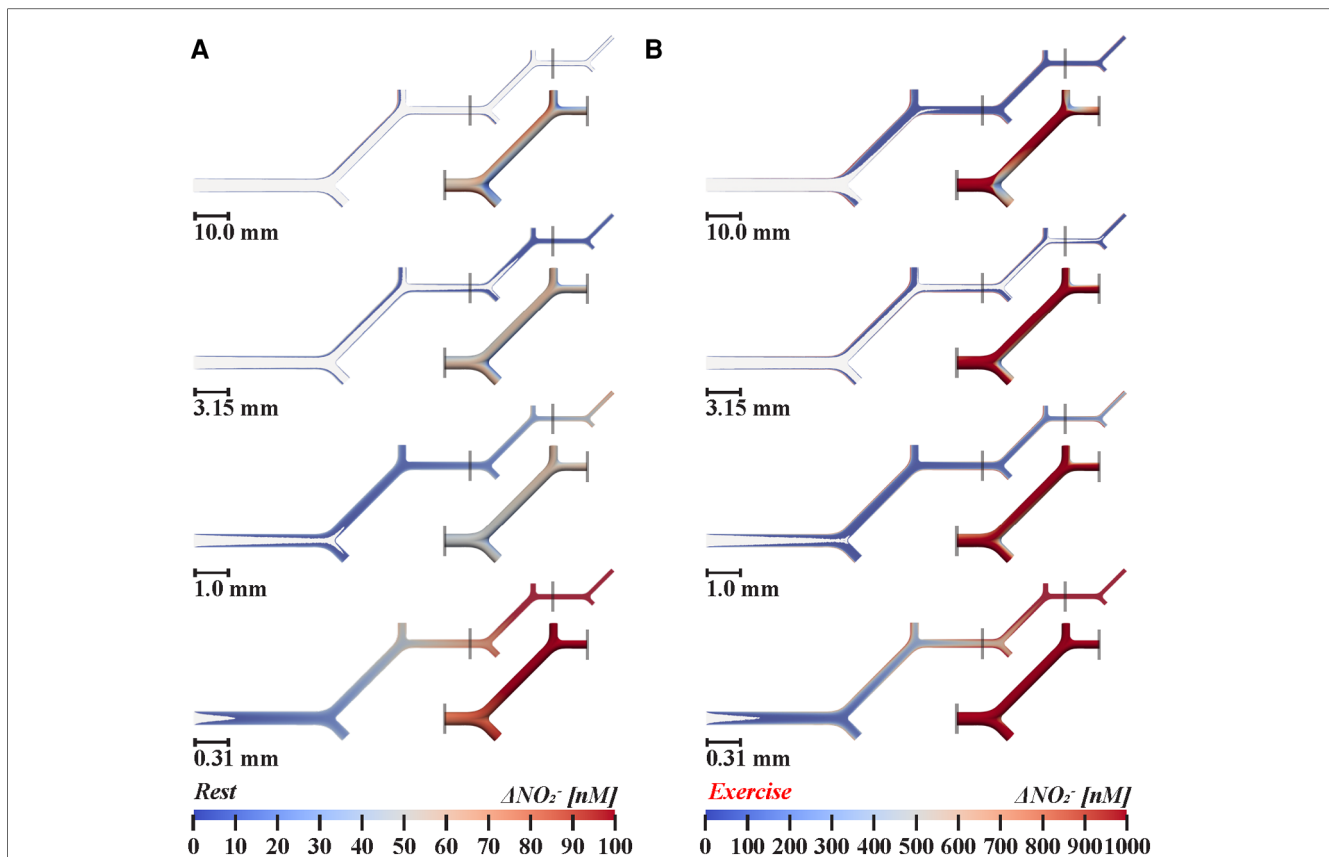 A
B
10.0 mm
10.0 mm
3.15 mm
3.15 mm
1.0 mm
1.0 mm
0.31 mm
0.31 mm
Rest ΔNO₂⁻ [nM]
0 10 20 30 40 50 60 70 80 90 100
Exercise ΔNO₂⁻ [nM]
0 100 200 300 400 500 600 700 800 900 1000